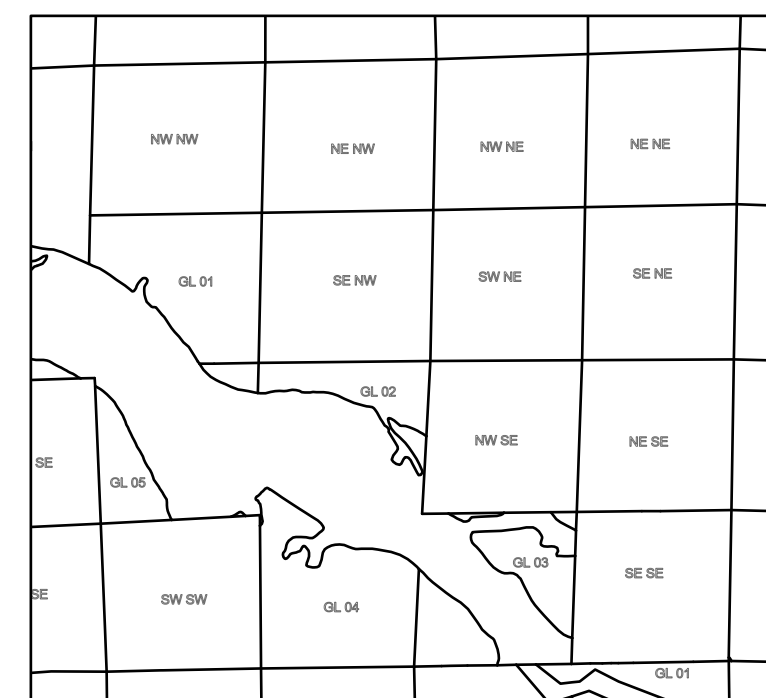 NW NW
NE NW
NW NE
NE NE
GL 01
SE NW
SW NE
SE NE
GL 02
NW SE
NE SE
SE
GL 05
GL 03
SE SE
SE
SW SW
GL 04
GL 01